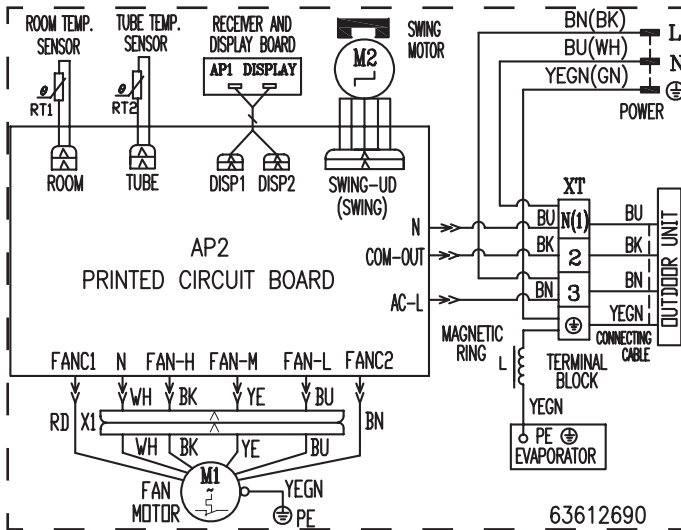 ROOM TEMP.
SENSOR
TUBE TEMP.
SENSOR
RECEIVER AND
DISPLAY BOARD
AP1 DISPLAY
SWING
MOTOR
M2
BN(BK)
L
BU(WH)
N
YEGN(GN)
POWER
θ
RT1
θ
RT2
ROOM
TUBE
DISP1
DISP2
SWING-UD
(SWING)
AP2
PRINTED CIRCUIT BOARD
N
COM-OUT
AC-L
XT
BU
N(1)
BU
BK
2
BK
BN
3
BN
YEGN
OUTDOOR UNIT
CONNECTING
CABLE
MAGNETIC
RING
L
TERMINAL
BLOCK
YEGN
PE
EVAPORATOR
FANC1
N
FAN-H
FAN-M
FAN-L
FANC2
WH
BK
YE
BU
RD
X1
BN
WH
BK
YE
BU
M1
~
FAN
MOTOR
YEGN
PE
63612690